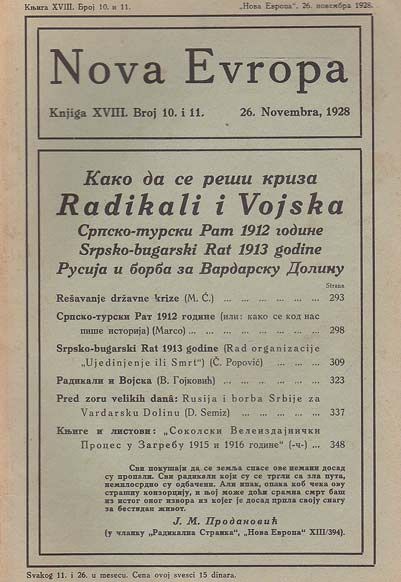 Књига XVIII. Број 10. и 11. „Нова Европа", 26. новембра 1928.
Nova Evropa
Knjiga XVIII. Broj 10. i 11. 26. Novembra, 1928
Како да се реши криза
Radikali i Vojska
Српско-турски Рат 1912 године
Srpsko-bugarski Rat 1913 godine
Русија и борба за Вардарску Долину
Strana
Rešavanje državne krize (M. Ć.) ... ... ... ... ... ... ... 293
Српско-турски Рат 1912 године (или: како се код нас
пише историја) (Marco) ... ... ... ... ... ... ... ... 298
Srpsko-bugarski Rat 1913 godine (Rad organizacije
„Ujedinjenje ili Smrt") (Č. Popović) ... ... ... ... 309
Радикали и Војска (В. Гојковић) ... ... ... ... ... 323
Pred zoru velikih danâ: Rusija i borba Srbije za
Vardarsku Dolinu (D. Semiz) ... ... ... ... ... ... 337
Књиге и листови: „Соколски Велеиздајнички
Процес у Загребу 1915 и 1916 године" (-ч-) ... ... 348
Сви покушаји да се земља спасе ове немани досад
су пропали. Сви радикали који су се тргли са зла пута,
немилосрдно су одбачени. Али ипак, опака коб чека ову
страшну конзорцију, и њој може доћи срамна смрт баш
из истог оног извора из којег је досад црпла своју снагу
за бестидан живот.
Ј. М. Продановић
(у чланку „Радикална Странка", „Нова Европа" XIII/394).
Svakog 11. i 26. u mesecu. Cena ovoj svesci 15 dinara.